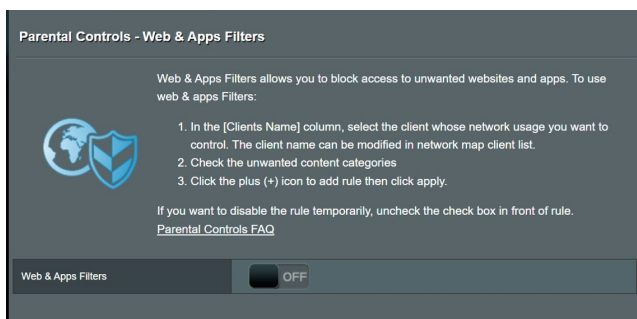 Parental Controls - Web & Apps Filters
Web & Apps Filters allows you to block access to unwanted websites and apps. To use
web & apps Filters:
1. In the [Clients Name] column, select the client whose network usage you want to
control. The client name can be modified in network map client list.
2. Check the unwanted content categories
3. Click the plus (+) icon to add rule then click apply.
If you want to disable the rule temporarily, uncheck the check box in front of rule.
Parental Controls FAQ
Web & Apps Filters OFF